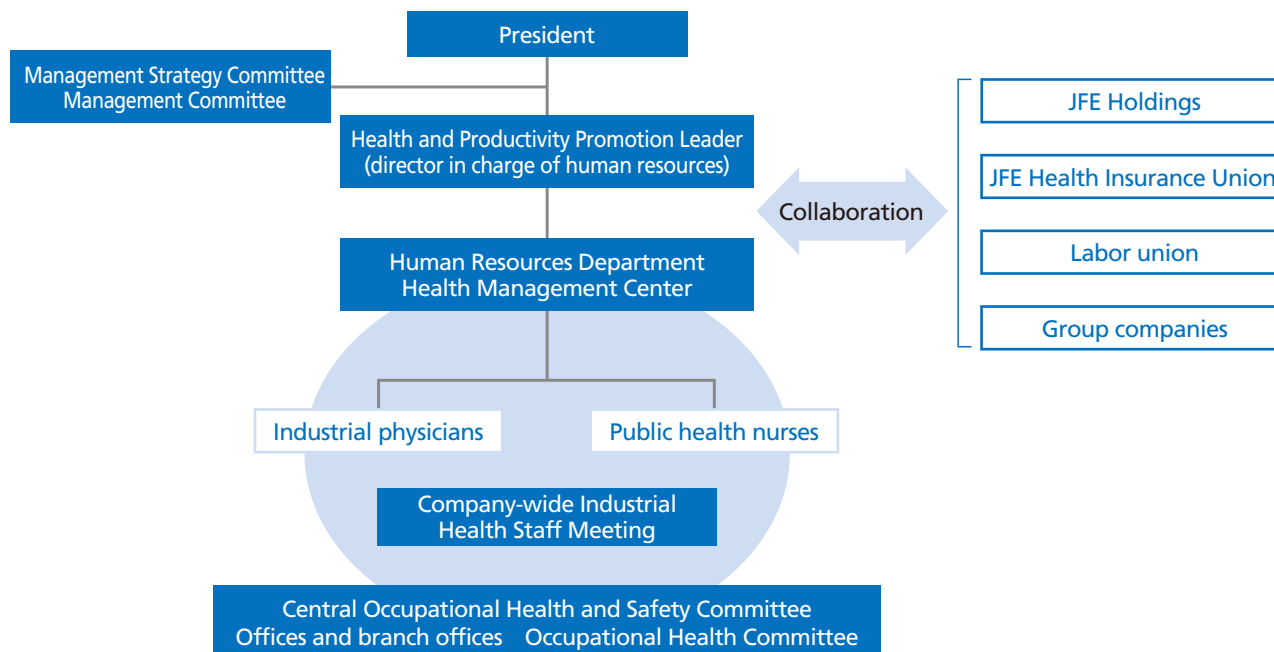 President
Management Strategy Committee
Management Committee
Health and Productivity Promotion Leader
(director in charge of human resources)
Human Resources Department
Health Management Center
Industrial physicians
Public health nurses
Company-wide Industrial
Health Staff Meeting
Central Occupational Health and Safety Committee
Offices and branch offices Occupational Health Committee
Collaboration
JFE Holdings
JFE Health Insurance Union
Labor union
Group companies